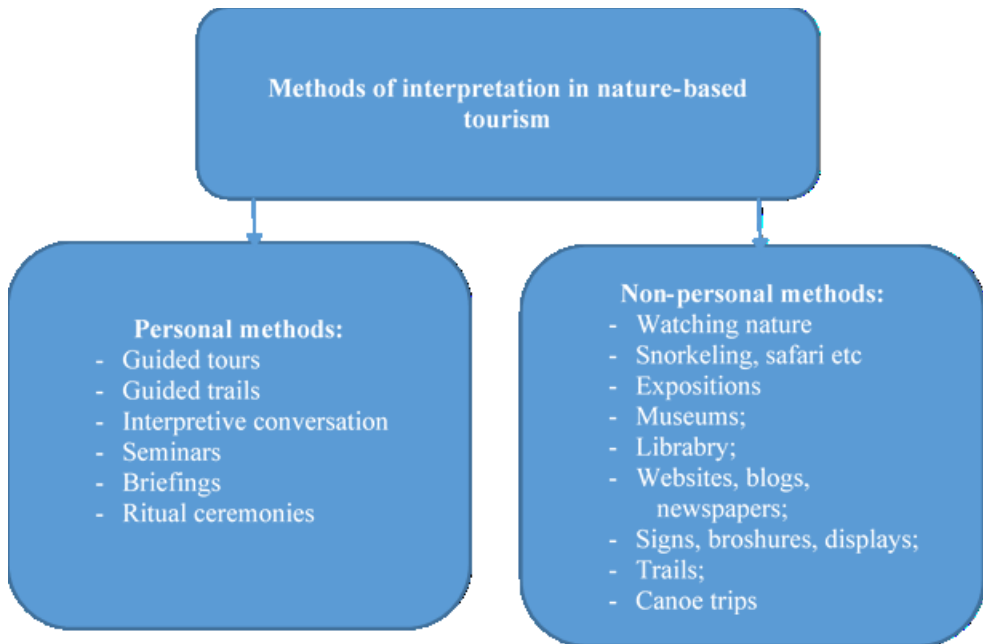 Methods of interpretation in nature-based
tourism
Personal methods:
- Guided tours
- Guided trails
- Interpretive conversation
- Seminars
- Briefings
- Ritual ceremonies
Non-personal methods:
- Watching nature
- Snorkeling, safari etc
- Expositions
- Museums;
- Librabry;
- Websites, blogs,
newspapers;
- Signs, broshures, displays;
- Trails;
- Canoe trips